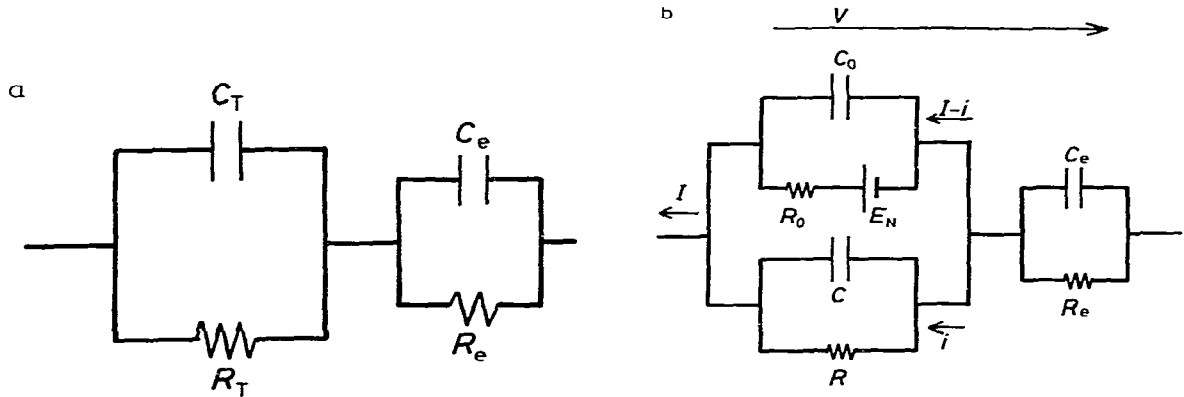 a
C_T
C_e
R_T
R_e
b
V
C_0
I-i
I
R_0
E_N
C
i
R
C_e
R_e